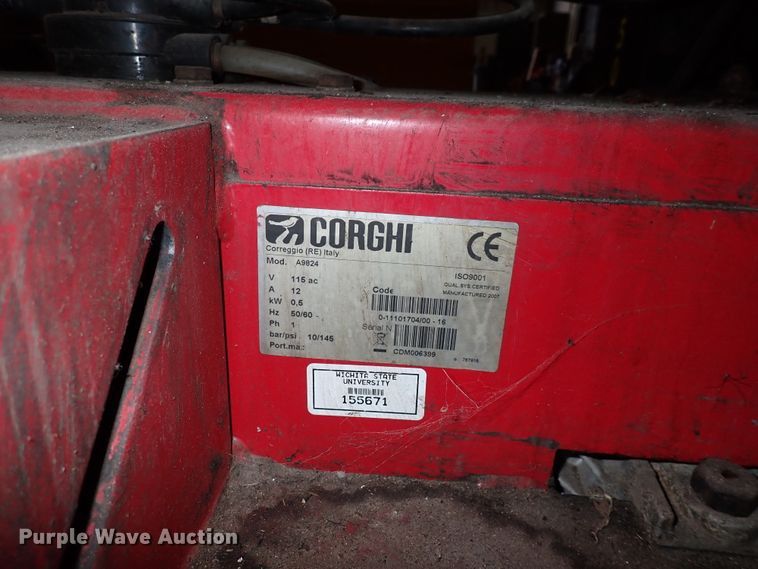 CORGHI
CE
Correggio (RE) Italy
Mod. A9824
ISO9001
QUAL.SYS.CERTIFIED
MANUFACTURED 2007
V 115 ac
A 12
kW 0,5
Hz 50/60 ~
Ph 1
bar/psi 10/145
Port.ma.:
Code
0-11101704/00 - 16
Serial N
CDM006399
WICHITA STATE
UNIVERSITY
155671
Purple Wave Auction